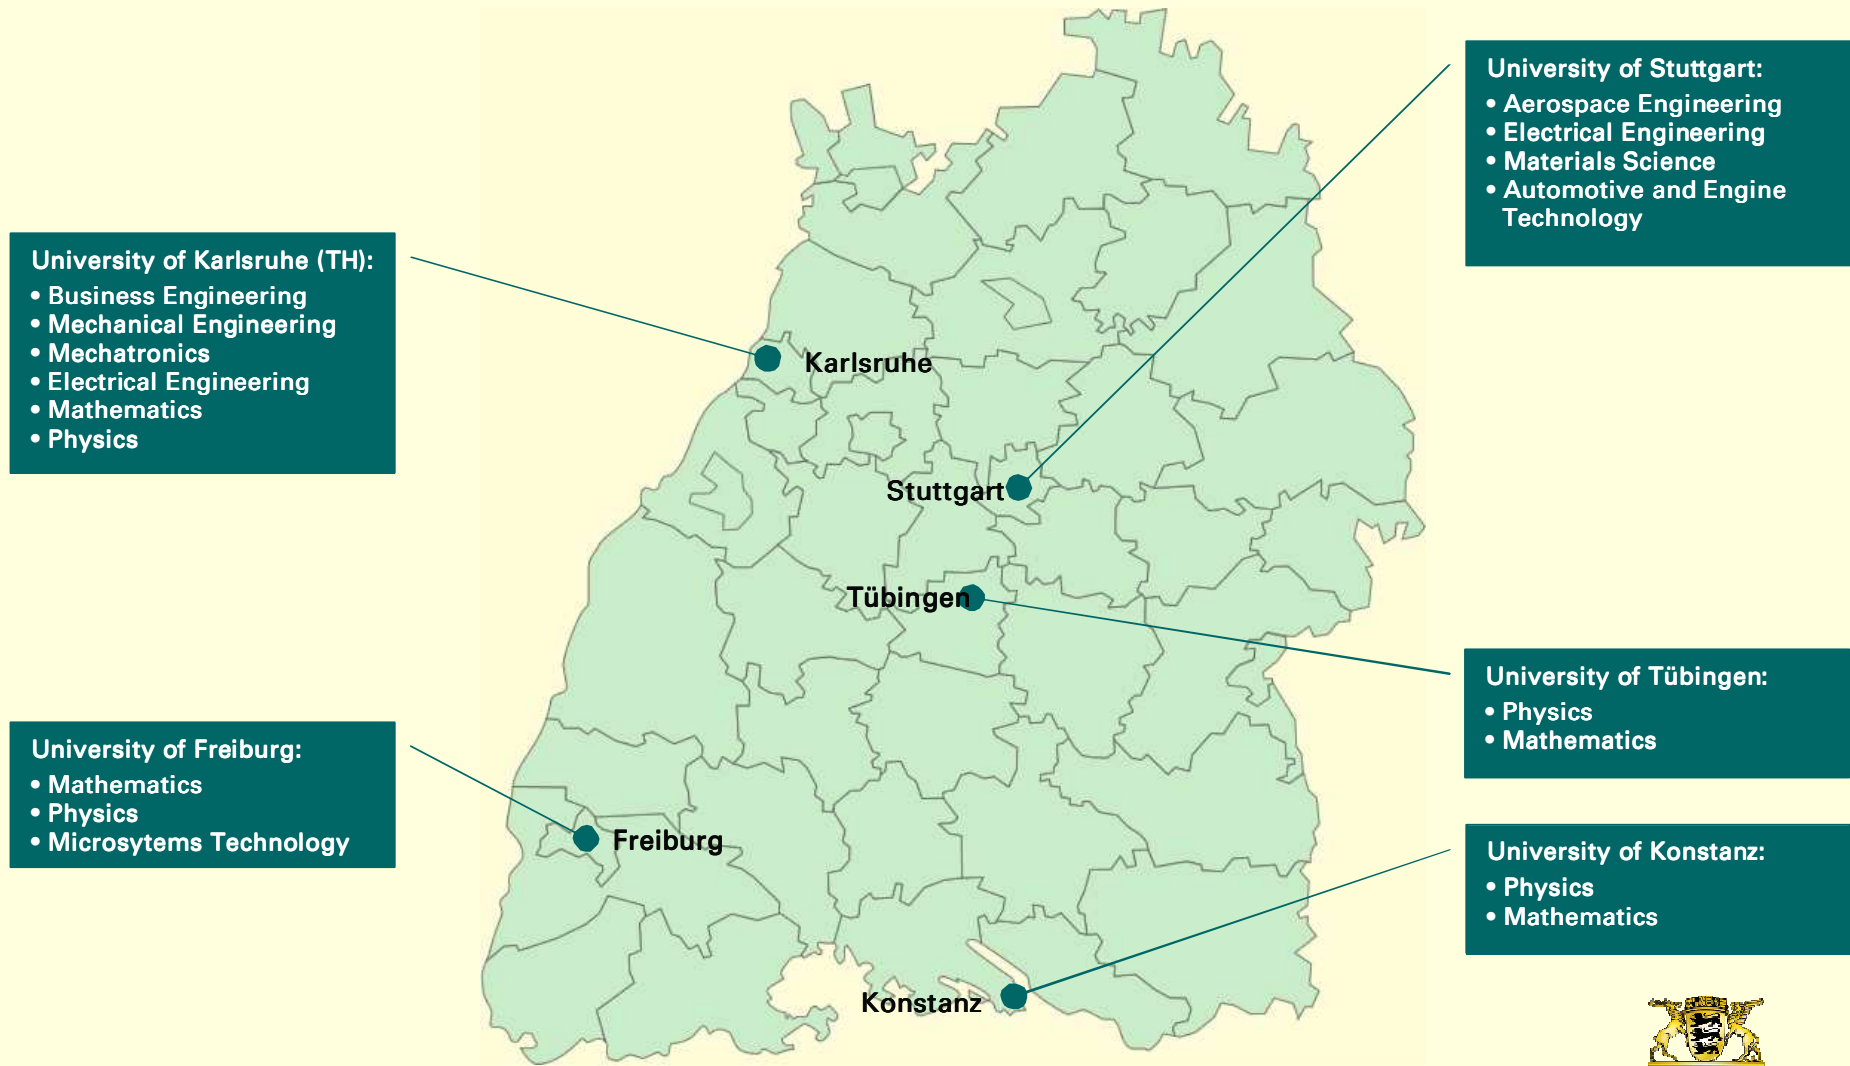 University of Stuttgart:
• Aerospace Engineering
• Electrical Engineering
• Materials Science
• Automotive and Engine
Technology
University of Karlsruhe (TH):
• Business Engineering
• Mechanical Engineering
• Mechatronics
• Electrical Engineering
• Mathematics
• Physics
Karlsruhe
Stuttgart
Tübingen
University of Tübingen:
• Physics
• Mathematics
University of Freiburg:
• Mathematics
• Physics
• Microsytems Technology
Freiburg
University of Konstanz:
• Physics
• Mathematics
Konstanz